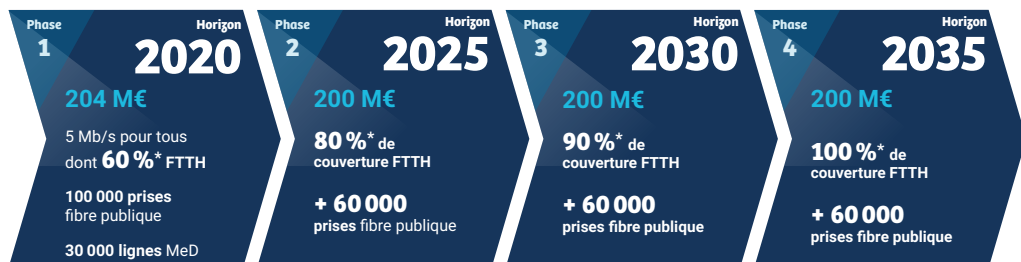 Phase
1
Horizon
2020
204 M€
5 Mb/s pour tous
dont 60 %* FTTH
100 000 prises
fibre publique
30 000 lignes MeD
Phase
2
Horizon
2025
200 M€
80 %* de
couverture FTTH
+ 60 000
prises fibre publique
Phase
3
Horizon
2030
200 M€
90 %* de
couverture FTTH
+ 60 000
prises fibre publique
Phase
4
Horizon
2035
200 M€
100 %* de
couverture FTTH
+ 60 000
prises fibre publique